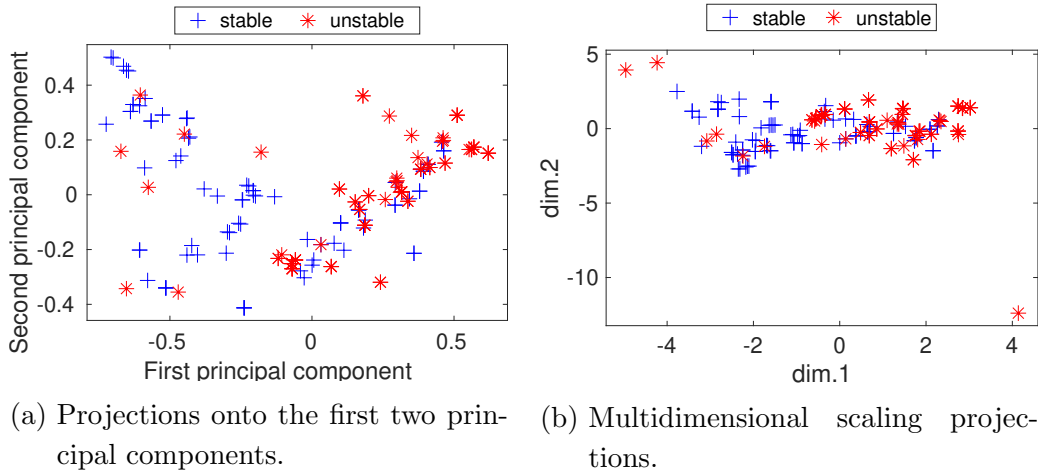 stable unstable
0.4
0.2
0
-0.2
-0.4
Second principal component
-0.5 0 0.5
First principal component
(a) Projections onto the first two prin-
cipal components.
stable unstable
5
0
-5
-10
dim.2
-4 -2 0 2 4
dim.1
(b) Multidimensional scaling projec-
tions.